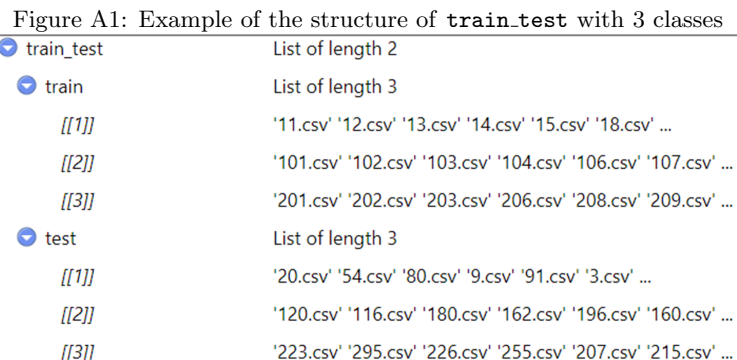 Figure A1: Example of the structure of train_test with 3 classes
train_test List of length 2
train List of length 3
[[1]] '11.csv' '12.csv' '13.csv' '14.csv' '15.csv' '18.csv' ...
[[2]] '101.csv' '102.csv' '103.csv' '104.csv' '106.csv' '107.csv' ...
[[3]] '201.csv' '202.csv' '203.csv' '206.csv' '208.csv' '209.csv' ...
test List of length 3
[[1]] '20.csv' '54.csv' '80.csv' '9.csv' '91.csv' '3.csv' ...
[[2]] '120.csv' '116.csv' '180.csv' '162.csv' '196.csv' '160.csv' ...
[[3]] '223.csv' '295.csv' '226.csv' '255.csv' '207.csv' '215.csv' ...